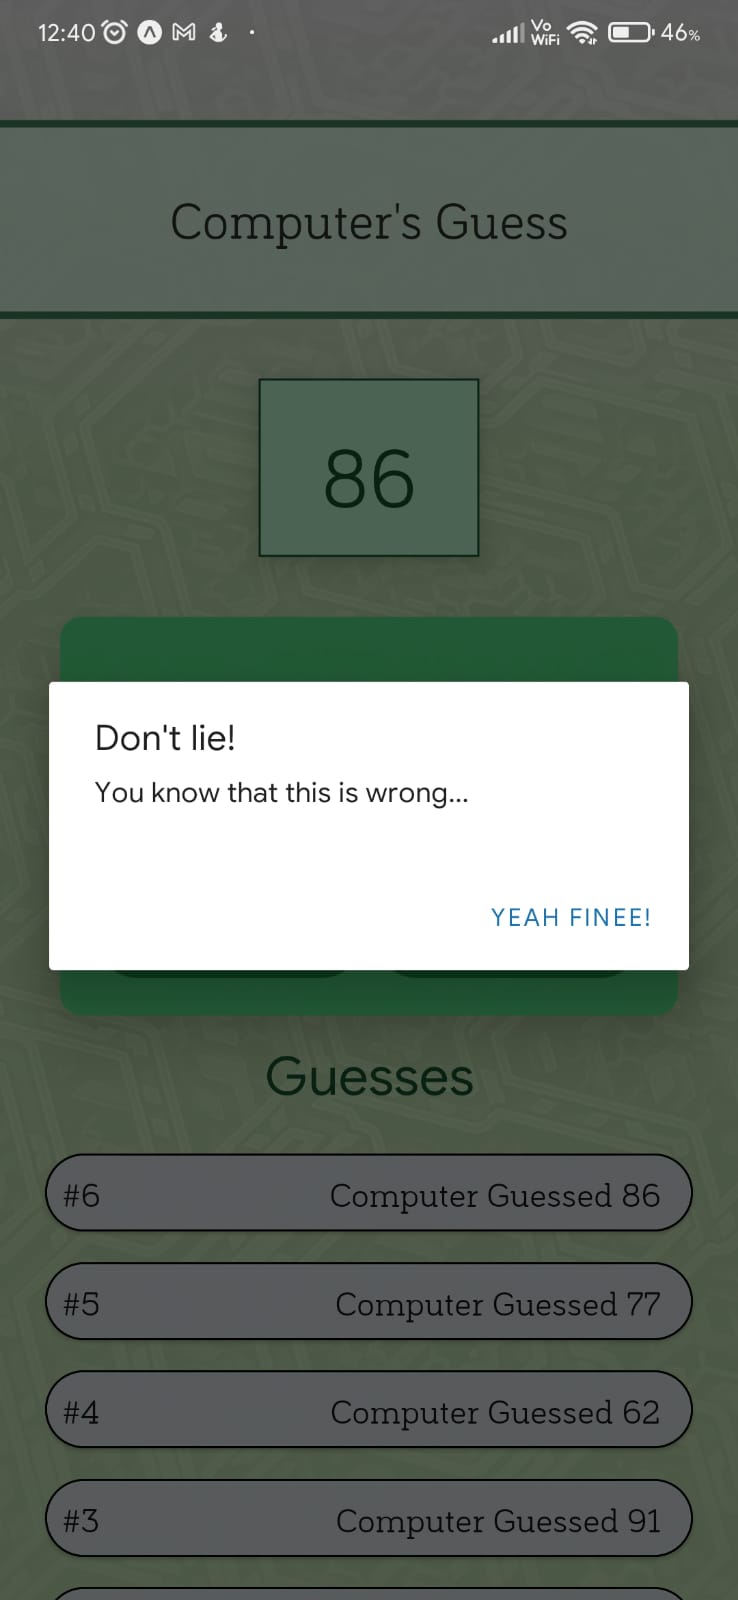 12:40
Vo
WiFi
46%
Computer's Guess
86
Don't lie!
You know that this is wrong...
YEAH FINEE!
Guesses
#6 Computer Guessed 86
#5 Computer Guessed 77
#4 Computer Guessed 62
#3 Computer Guessed 91